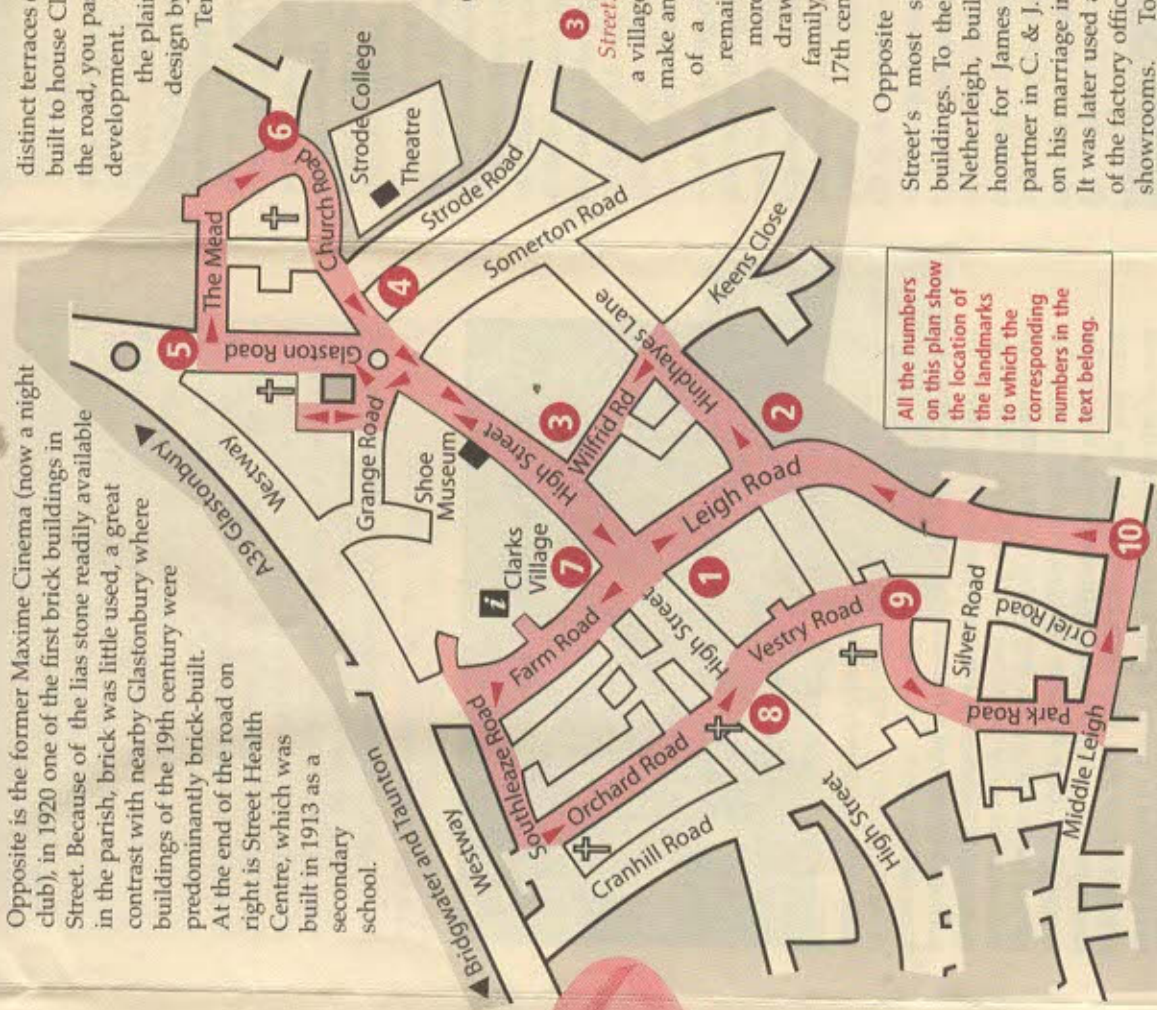 Opposite is the former Maxime Cinema (now a night
club), in 1920 one of the first brick buildings in
Street. Because of the lias stone readily available
in the parish, brick was little used, a great
contrast with nearby Glastonbury where
buildings of the 19th century were
predominantly brick-built.
At the end of the road on
right is Street Health
Centre, which was
built in 1913 as a
secondary
school.
distinct terraces
built to house
the road, you
development.
the plain
design by
3
Street.
a village
make
of a
remain
more
draw
family
17th
Opposite
Street's most
buildings. To the
Netherleigh,
home for James
partner in C. & J.
on his marriage
It was later used
of the factory
showrooms. To
All the numbers
on this plan show
the location of
the landmarks
to which the
corresponding
numbers in the
text belong.
A39 Glastonbury
Westway
5
The Mead
6
Glaston Road
Church Road
Strode College
Theatre
Strode Road
4
Somerton Road
Grange Road
Shoe
Museum
High Street
3
Wilfrid Rd
Hindhayes Lane
Keens Close
2
Leigh Road
i
Clarks
Village
7
1
Farm Road
High Street
Vestry Road
9
Silver Road
Oriel Road
10
Southleaze Road
Orchard Road
8
Park Road
Middle Leigh
Bridgwater and Taunton
Westway
Cranhill Road
High Street